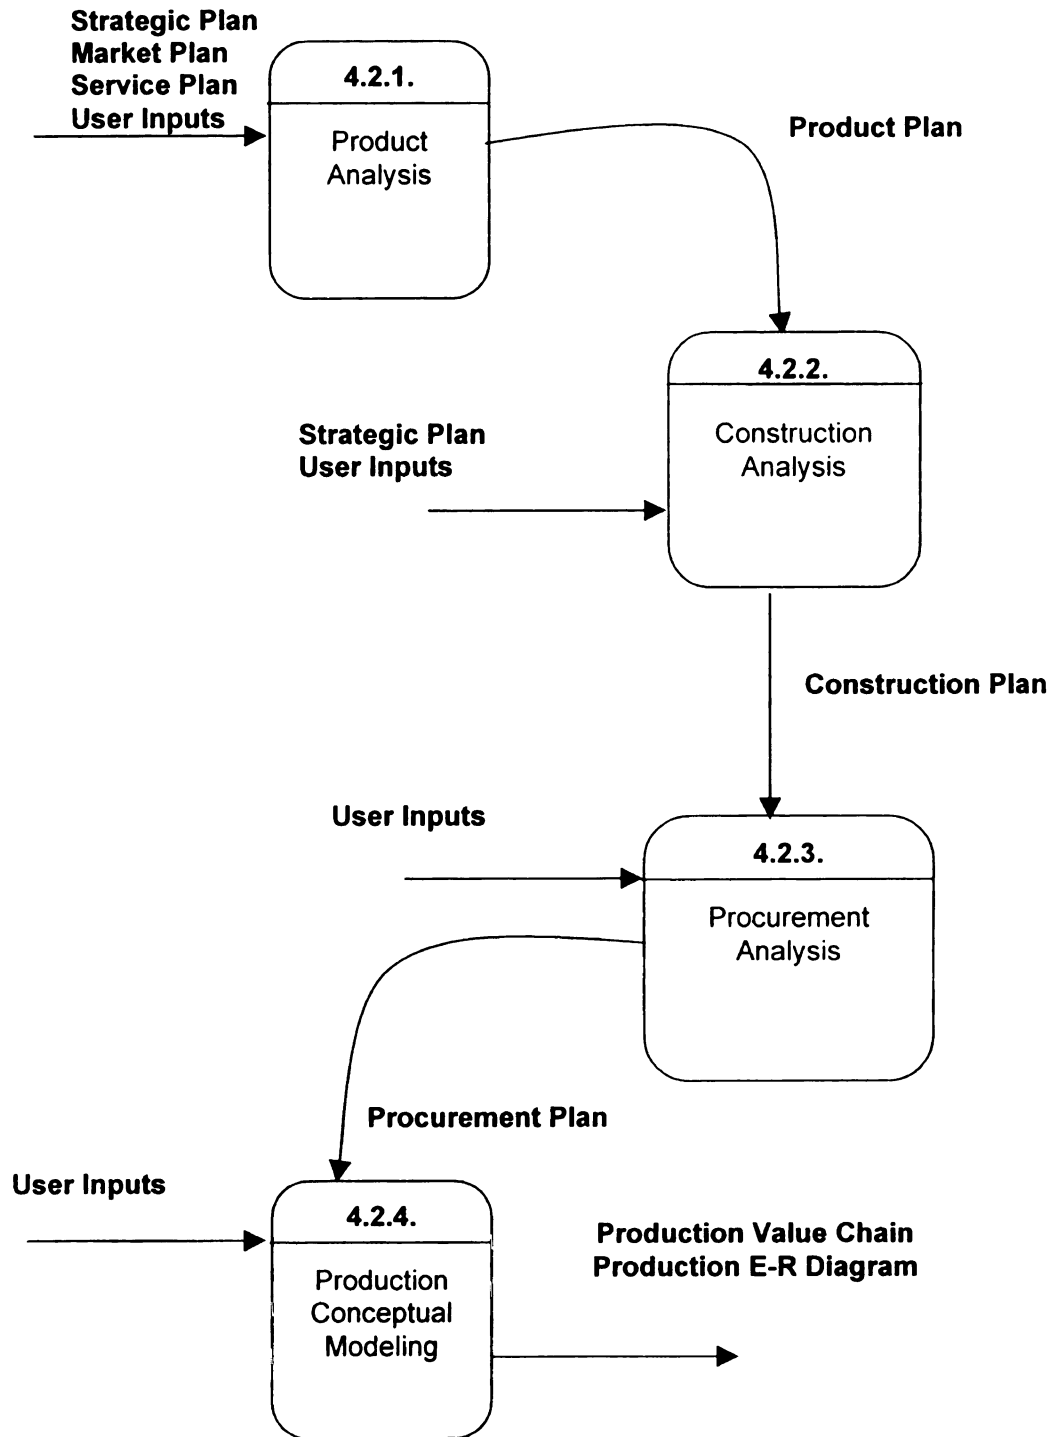 Strategic Plan
Market Plan
Service Plan
User Inputs
4.2.1.
Product
Analysis
Product Plan
4.2.2.
Construction
Analysis
Strategic Plan
User Inputs
Construction Plan
User Inputs
4.2.3.
Procurement
Analysis
Procurement Plan
User Inputs
4.2.4.
Production
Conceptual
Modeling
Production Value Chain
Production E-R Diagram